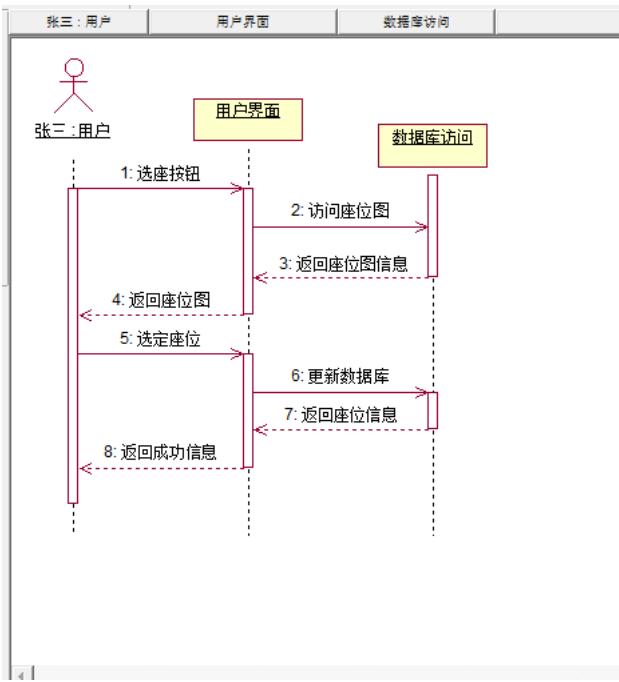 张三 : 用户
用户界面
数据库访问
张三 :用户
用户界面
数据库访问
1: 选座按钮
2: 访问座位图
3: 返回座位图信息
4: 返回座位图
5: 选定座位
6: 更新数据库
7: 返回座位信息
8: 返回成功信息